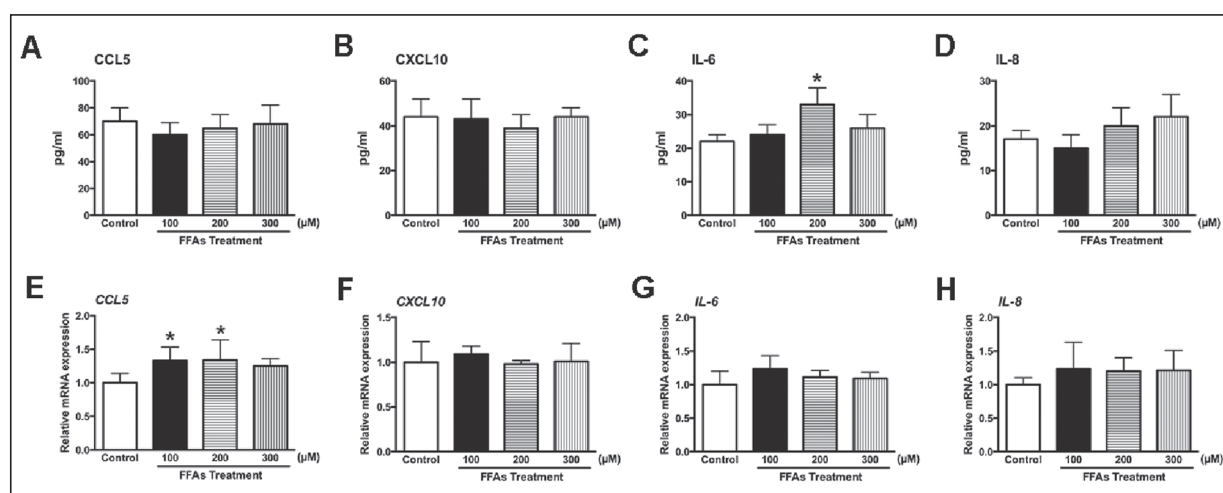 A
CCL5
pg/ml
100
80
60
40
20
0
Control 100 200 300 (µM)
FFAs Treatment
B
CXCL10
pg/ml
60
40
20
0
Control 100 200 300 (µM)
FFAs Treatment
C
IL-6
pg/ml
40
30
20
10
0
*
Control 100 200 300 (µM)
FFAs Treatment
D
IL-8
pg/ml
30
20
10
0
Control 100 200 300 (µM)
FFAs Treatment
E
CCL5
Relative mRNA expression
2.0
1.5
1.0
0.5
0.0
* *
Control 100 200 300 (µM)
FFAs Treatment
F
CXCL10
Relative mRNA expression
1.5
1.0
0.5
0.0
Control 100 200 300 (µM)
FFAs Treatment
G
IL-6
Relative mRNA expression
2.0
1.5
1.0
0.5
0.0
Control 100 200 300 (µM)
FFAs Treatment
H
IL-8
Relative mRNA expression
2.0
1.5
1.0
0.5
0.0
Control 100 200 300 (µM)
FFAs Treatment